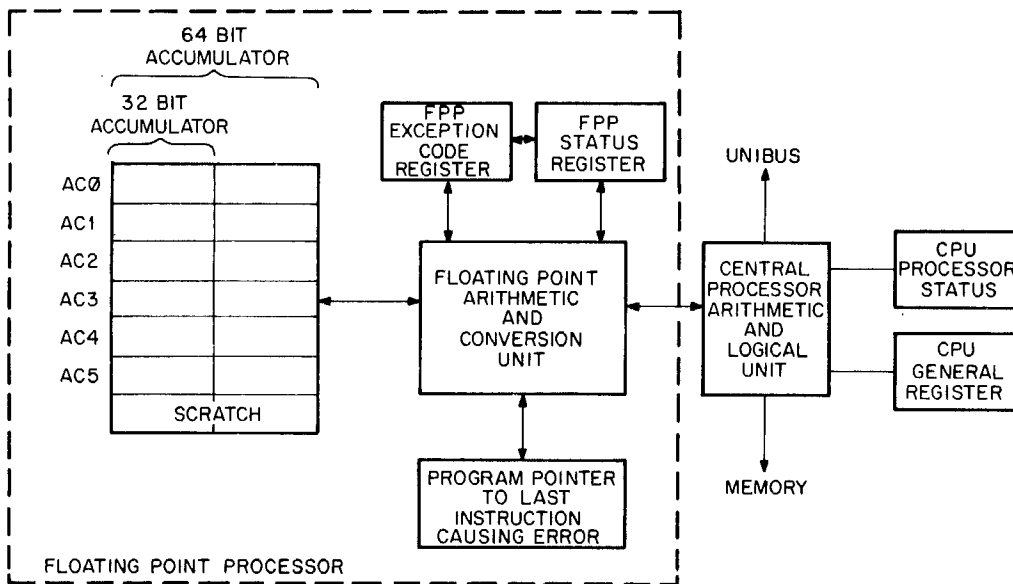 64 BIT
ACCUMULATOR
32 BIT
ACCUMULATOR
AC0
AC1
AC2
AC3
AC4
AC5
SCRATCH
FPP
EXCEPTION
CODE
REGISTER
FPP
STATUS
REGISTER
FLOATING POINT
ARITHMETIC
AND
CONVERSION
UNIT
PROGRAM POINTER
TO LAST
INSTRUCTION
CAUSING ERROR
FLOATING POINT PROCESSOR
UNIBUS
CENTRAL
PROCESSOR
ARITHMETIC
AND
LOGICAL
UNIT
MEMORY
CPU
PROCESSOR
STATUS
CPU
GENERAL
REGISTER